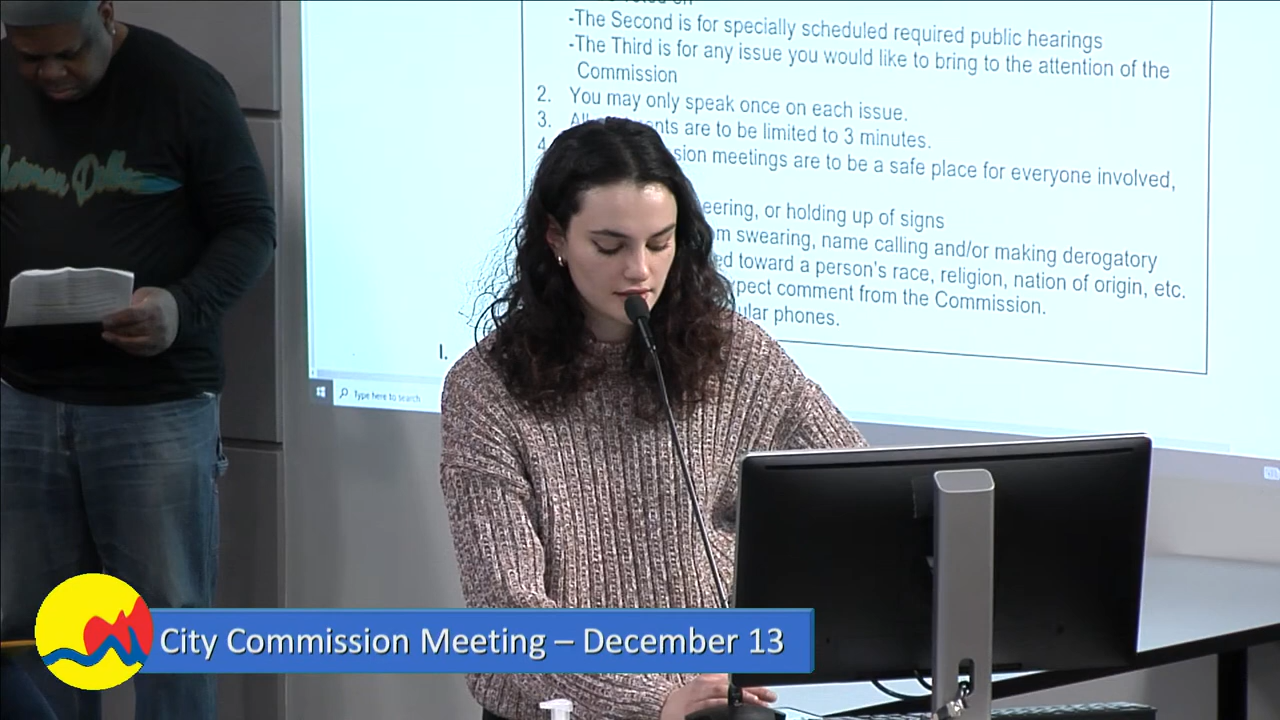 -The Second is for specially scheduled required public hearings
-The Third is for any issue you would like to bring to the attention of the
Commission
2. You may only speak once on each issue.
3. are to be limited to 3 minutes.
meetings are to be a safe place for everyone involved,
or holding up of signs
swearing, name calling and/or making derogatory
toward a person's race, religion, nation of origin, etc.
comment from the Commission.
phones.
I.
Type here to search
City Commission Meeting – December 13